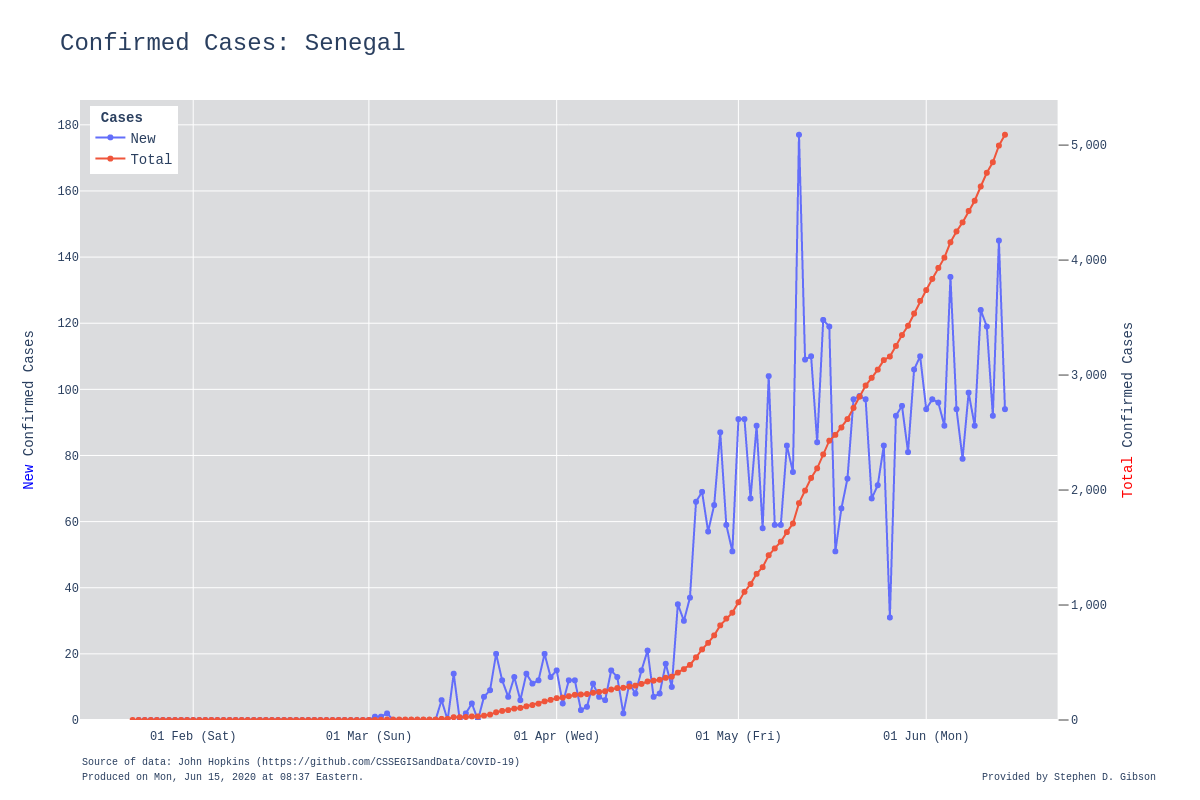 Confirmed Cases: Senegal
Cases
New
Total
180
160
140
120
100
80
60
40
20
0
5,000
4,000
3,000
2,000
1,000
0
New Confirmed Cases
Total Confirmed Cases
01 Feb (Sat)
01 Mar (Sun)
01 Apr (Wed)
01 May (Fri)
01 Jun (Mon)
Source of data: John Hopkins (https://github.com/CSSEGISandData/COVID-19)
Produced on Mon, Jun 15, 2020 at 08:37 Eastern.
Provided by Stephen D. Gibson